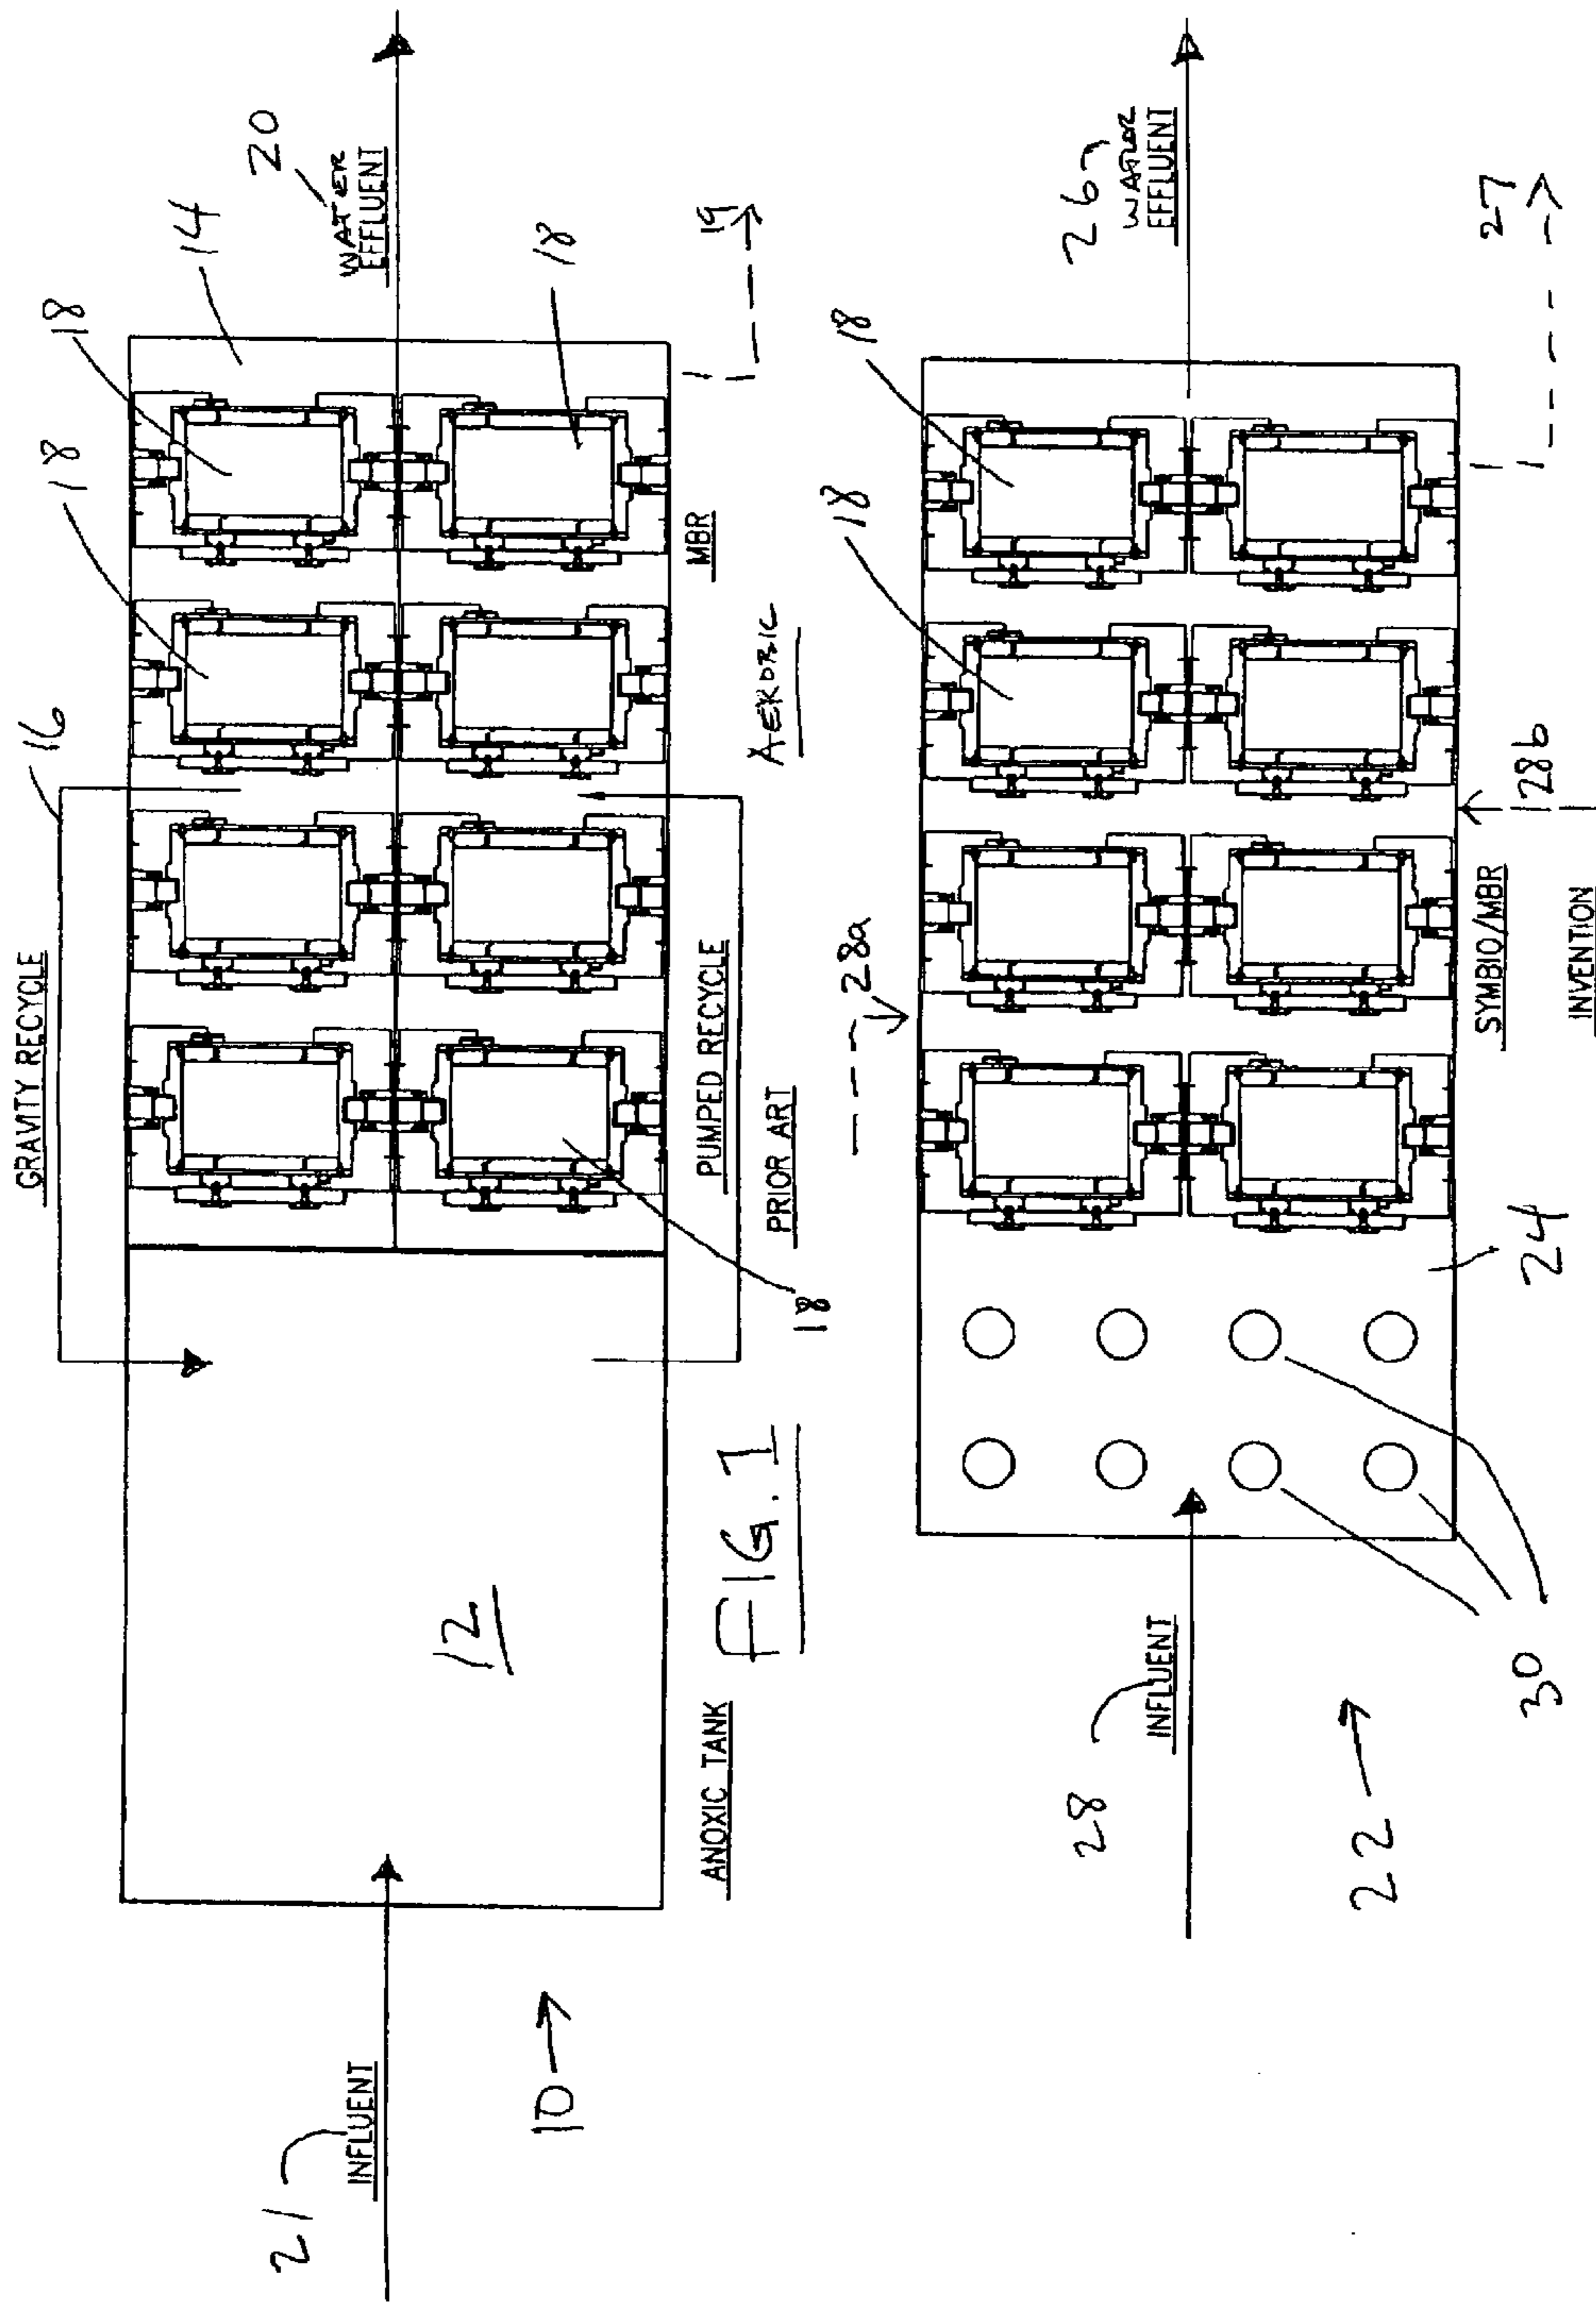 GRAVITY RECYCLE
16
18
18
14
20
WATER
EFFLUENT
18
19
MBR
AEROBIC
PUMPED RECYCLE
PRIOR ART
18
12
21
INFLUENT
10
ANOXIC TANK
FIG. 1
28a
18
18
26
WATER
EFFLUENT
27
28b
SYMBIO/MBR
INVENTION
24
28
INFLUENT
22
30